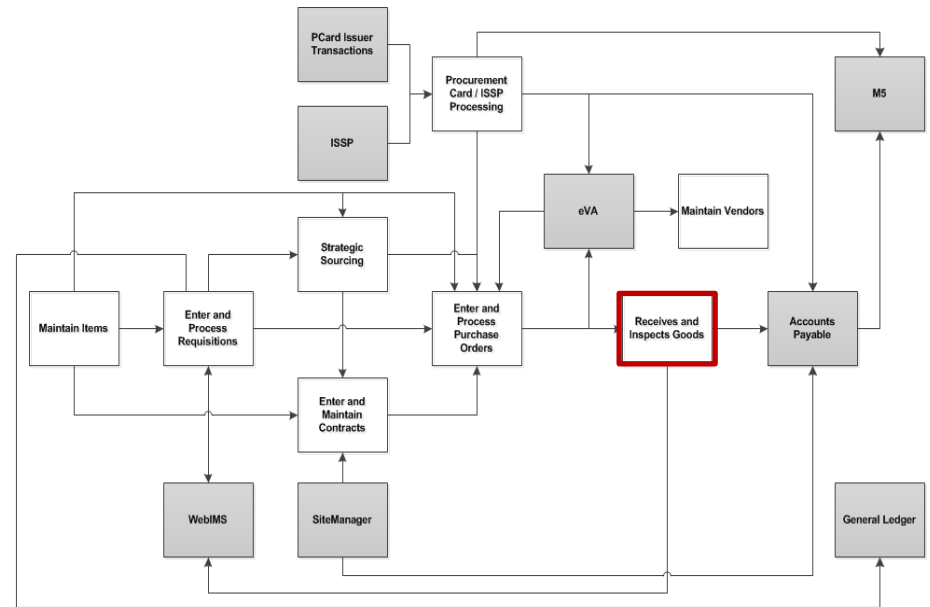 PCard Issuer
Transactions
Procurement
Card / ISSP
Processing
M5
ISSP
eVA
Maintain Vendors
Strategic
Sourcing
Maintain Items
Enter and
Process
Requisitions
Enter and
Process
Purchase
Orders
Receives and
Inspects Goods
Accounts
Payable
Enter and
Maintain
Contracts
WebIMS
SiteManager
General Ledger